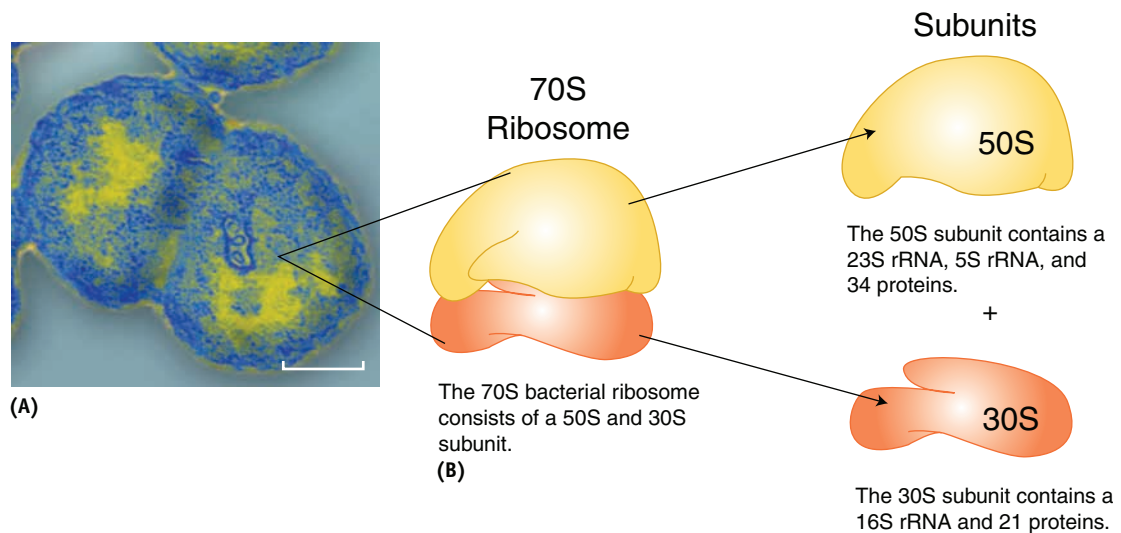 (A)
70S
Ribosome
The 70S bacterial ribosome
consists of a 50S and 30S
subunit.
(B)
Subunits
50S
The 50S subunit contains a
23S rRNA, 5S rRNA, and
34 proteins.
+
30S
The 30S subunit contains a
16S rRNA and 21 proteins.